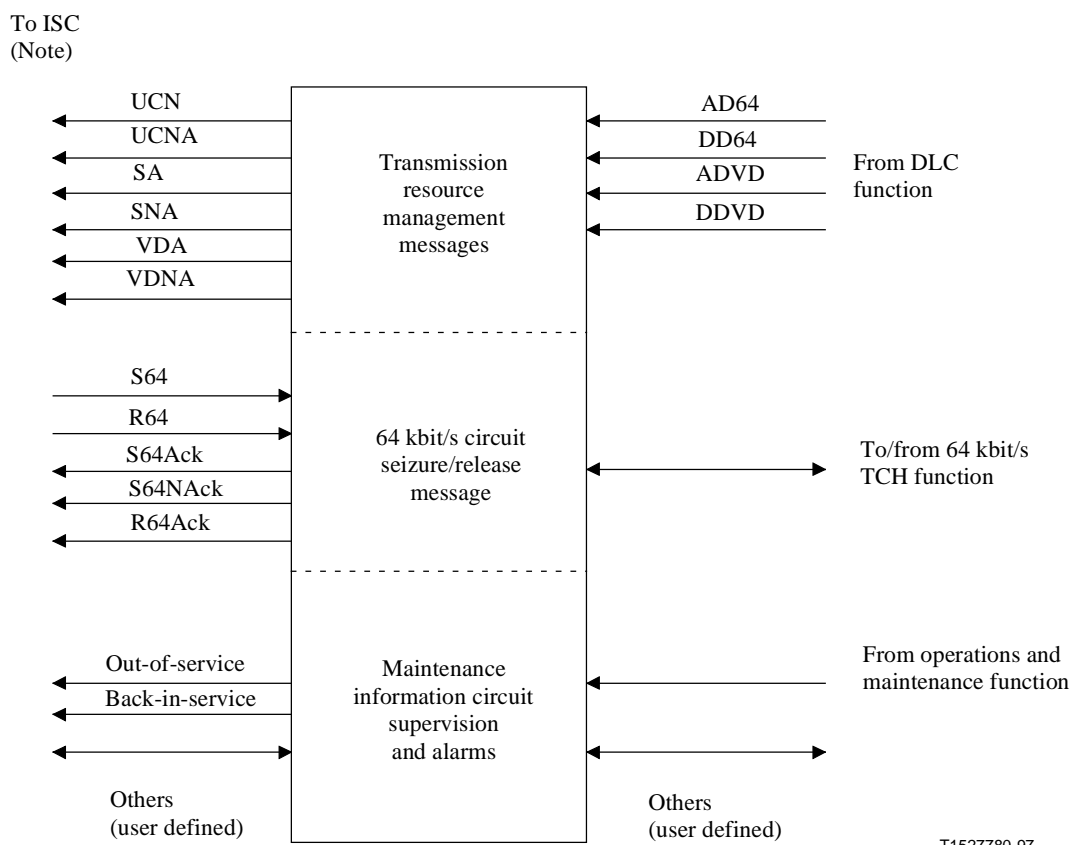 To ISC
(Note)
UCN
UCNA
SA
SNA
VDA
VDNA
Transmission
resource
management
messages
AD64
DD64
ADVD
DDVD
From DLC
function
S64
R64
S64Ack
S64NAck
R64Ack
64 kbit/s circuit
seizure/release
message
To/from 64 kbit/s
TCH function
Out-of-service
Back-in-service
Others
(user defined)
Maintenance
information circuit
supervision
and alarms
From operations and
maintenance function
Others
(user defined)
T1527780-97